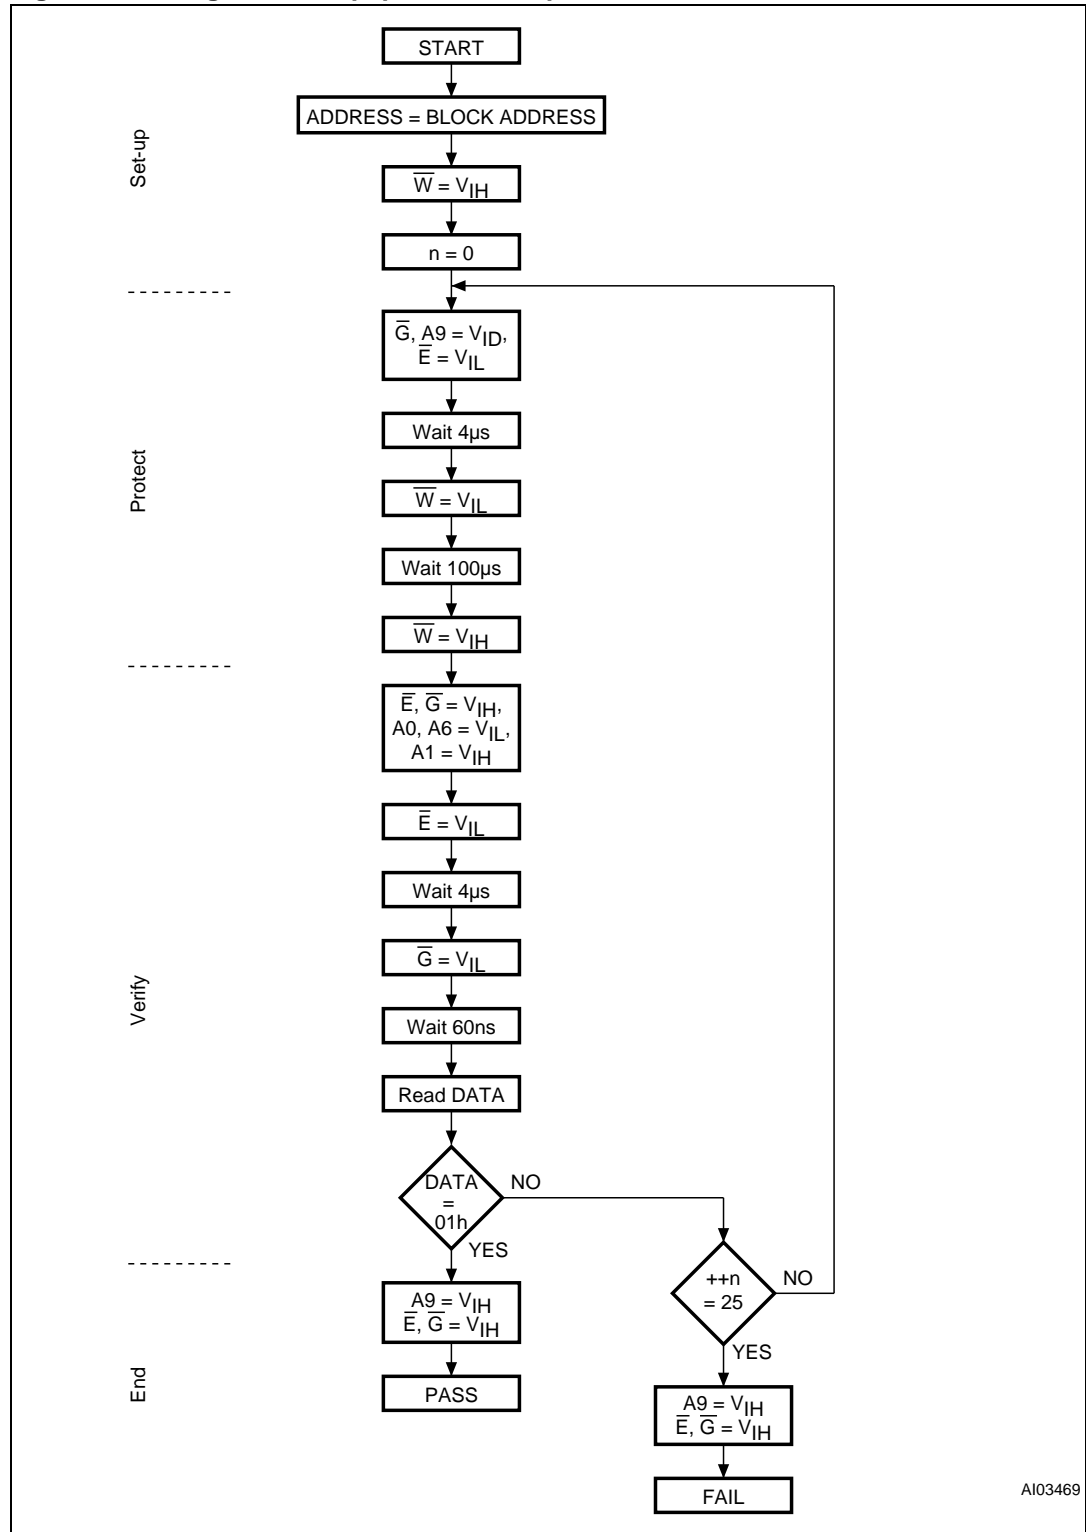 START
ADDRESS = BLOCK ADDRESS
Set-up
W̅ = VIH
n = 0
G̅, A9 = VID,
E̅ = VIL
Wait 4µs
Protect
W̅ = VIL
Wait 100µs
W̅ = VIH
E̅, G̅ = VIH,
A0, A6 = VIL,
A1 = VIH
E̅ = VIL
Wait 4µs
G̅ = VIL
Verify
Wait 60ns
Read DATA
DATA
=
01h
NO
YES
++n
= 25
NO
YES
A9 = VIH
E̅, G̅ = VIH
End
PASS
A9 = VIH
E̅, G̅ = VIH
FAIL
AI03469